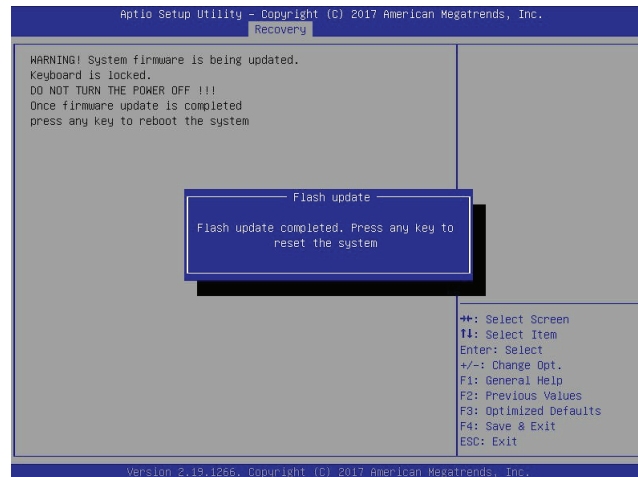 Aptio Setup Utility – Copyright (C) 2017 American Megatrends, Inc.
Recovery
WARNING! System firmware is being updated.
Keyboard is locked.
DO NOT TURN THE POWER OFF !!!
Once firmware update is completed
press any key to reboot the system
Flash update
Flash update completed. Press any key to
reset the system
→←: Select Screen
↑↓: Select Item
Enter: Select
+/-: Change Opt.
F1: General Help
F2: Previous Values
F3: Optimized Defaults
F4: Save & Exit
ESC: Exit
Version 2.19.1266. Copyright (C) 2017 American Megatrends, Inc.